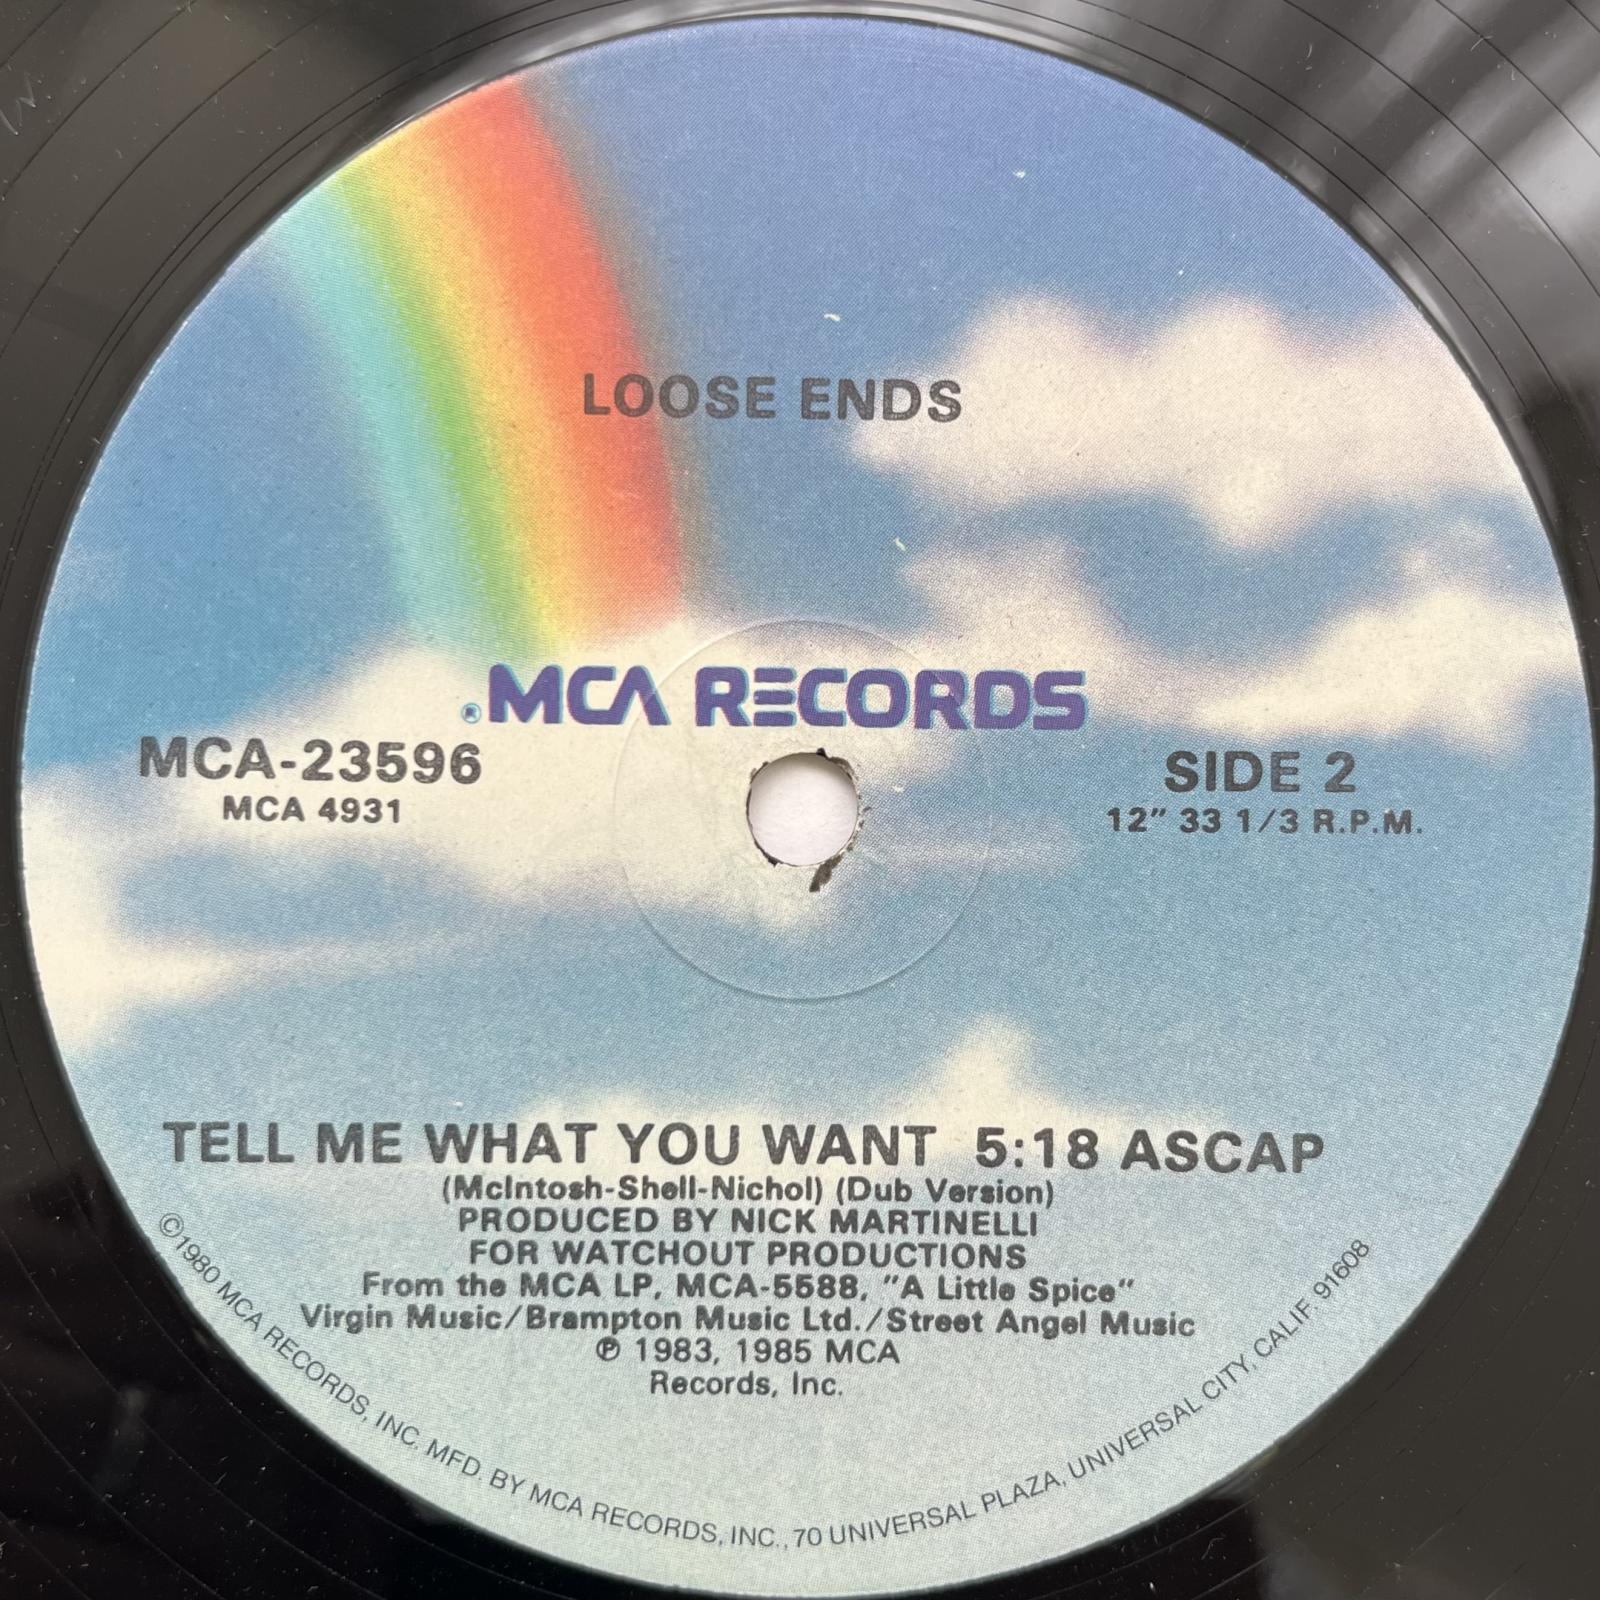 LOOSE ENDS
® MCA RECORDS
MCA-23596
MCA 4931
SIDE 2
12" 33 1/3 R.P.M.
TELL ME WHAT YOU WANT 5:18 ASCAP
(McIntosh-Shell-Nichol) (Dub Version)
PRODUCED BY NICK MARTINELLI
FOR WATCHOUT PRODUCTIONS
From the MCA LP, MCA-5588, "A Little Spice"
Virgin Music/Brampton Music Ltd./Street Angel Music
℗ 1983, 1985 MCA
Records, Inc.
©1980 MCA RECORDS, INC. MFD. BY MCA RECORDS, INC., 70 UNIVERSAL PLAZA, UNIVERSAL CITY, CALIF. 91608